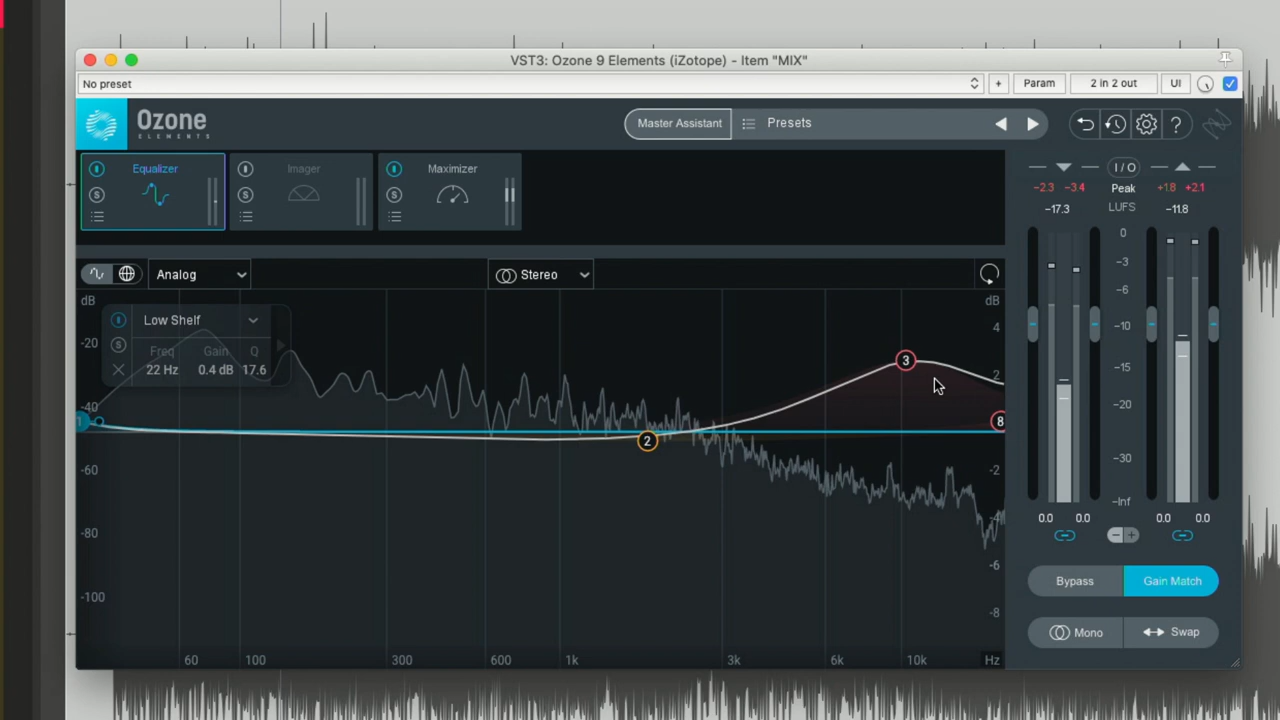 VST3: Ozone 9 Elements (iZotope) - Item "MIX"
No preset
+
Param
2 in 2 out
UI
Ozone
ELEMENTS
Master Assistant
Presets
?
Equalizer
S
Imager
S
Maximizer
S
I / O
-2.3 -3.4 Peak +1.8 +2.1
-17.3 LUFS -11.8
Analog
Stereo
dB
dB
Low Shelf
S
Freq Gain Q
22 Hz 0.4 dB 17.6
-20
-40
-60
-80
-100
4
2
-2
-4
-6
-8
1
2
3
8
60 100 300 600 1k 3k 6k 10k Hz
0
-3
-6
-10
-15
-20
-30
-Inf
0.0 0.0 0.0 0.0
- +
Bypass Gain Match
Mono Swap